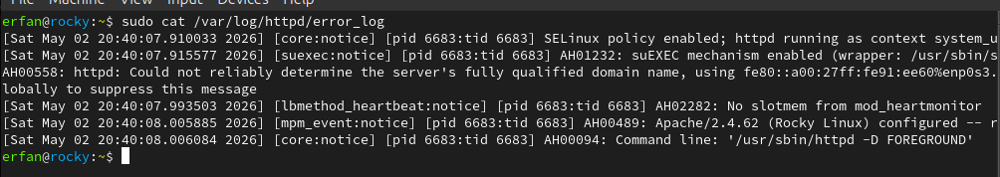 File Machine View Input Devices Help
erfan@rocky:~$ sudo cat /var/log/httpd/error_log
[Sat May 02 20:40:07.910033 2026] [core:notice] [pid 6683:tid 6683] SELinux policy enabled; httpd running as context system_u
[Sat May 02 20:40:07.915577 2026] [suexec:notice] [pid 6683:tid 6683] AH01232: suEXEC mechanism enabled (wrapper: /usr/sbin/s
AH00558: httpd: Could not reliably determine the server's fully qualified domain name, using fe80::a00:27ff:fe91:ee60%enp0s3.
lobally to suppress this message
[Sat May 02 20:40:07.993503 2026] [lbmethod_heartbeat:notice] [pid 6683:tid 6683] AH02282: No slotmem from mod_heartmonitor
[Sat May 02 20:40:08.005885 2026] [mpm_event:notice] [pid 6683:tid 6683] AH00489: Apache/2.4.62 (Rocky Linux) configured -- r
[Sat May 02 20:40:08.006084 2026] [core:notice] [pid 6683:tid 6683] AH00094: Command line: '/usr/sbin/httpd -D FOREGROUND'
erfan@rocky:~$